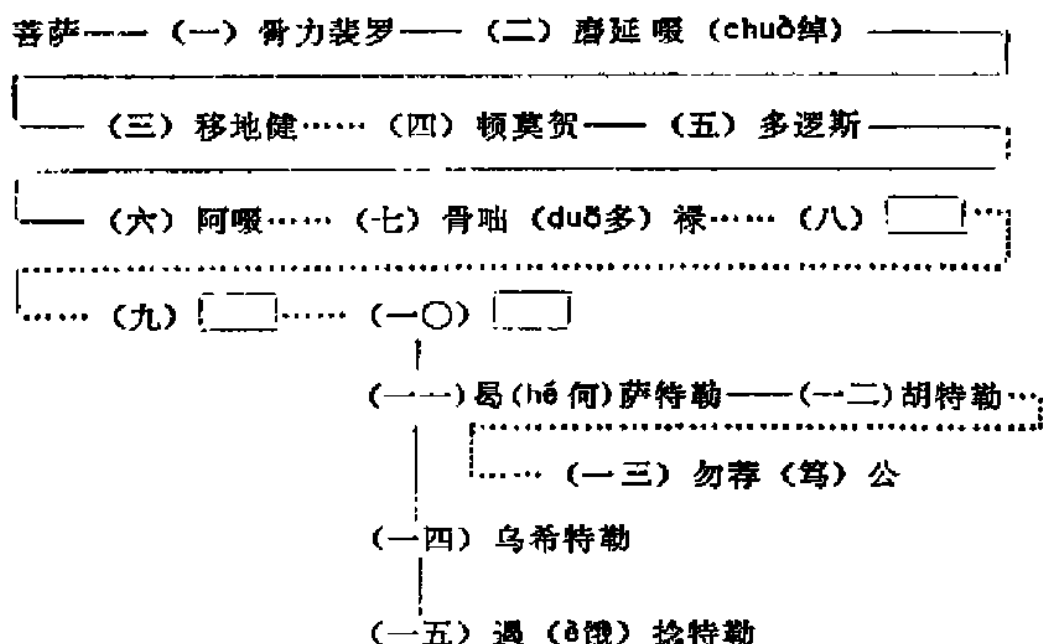 菩萨——（一）骨力裴罗——（二）磨延啜（chuò绰）——
——（三）移地健……（四）顿莫贺——（五）多逻斯——
——（六）阿啜……（七）骨咄（duō多）禄……（八）……
……（九）……（一〇）
（一一）曷（hé何）萨特勒——（一二）胡特勒……
……（一三）勿荐（笃）公
（一四）乌希特勒
（一五）遏（è饿）捻特勒